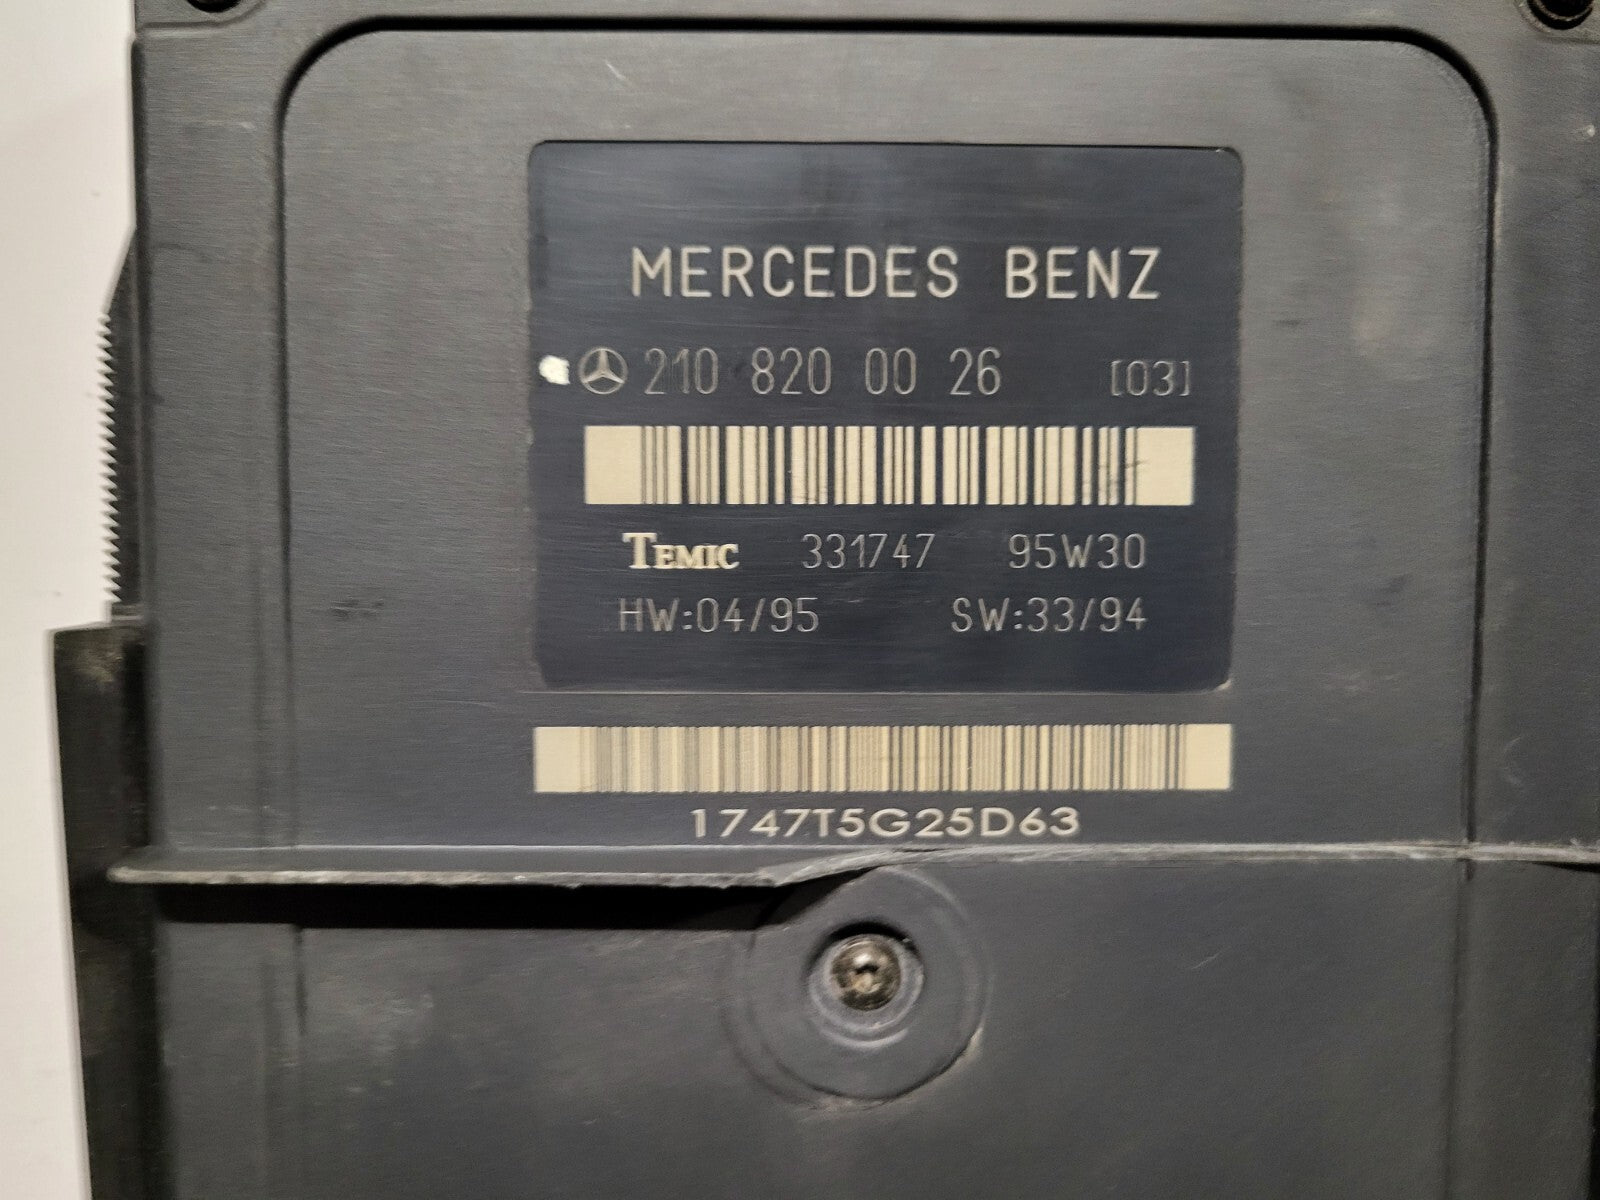 MERCEDES BENZ
210 820 00 26 [03]
TEMIC 331747 95W30
HW:04/95 SW:33/94
1747T5G25D63